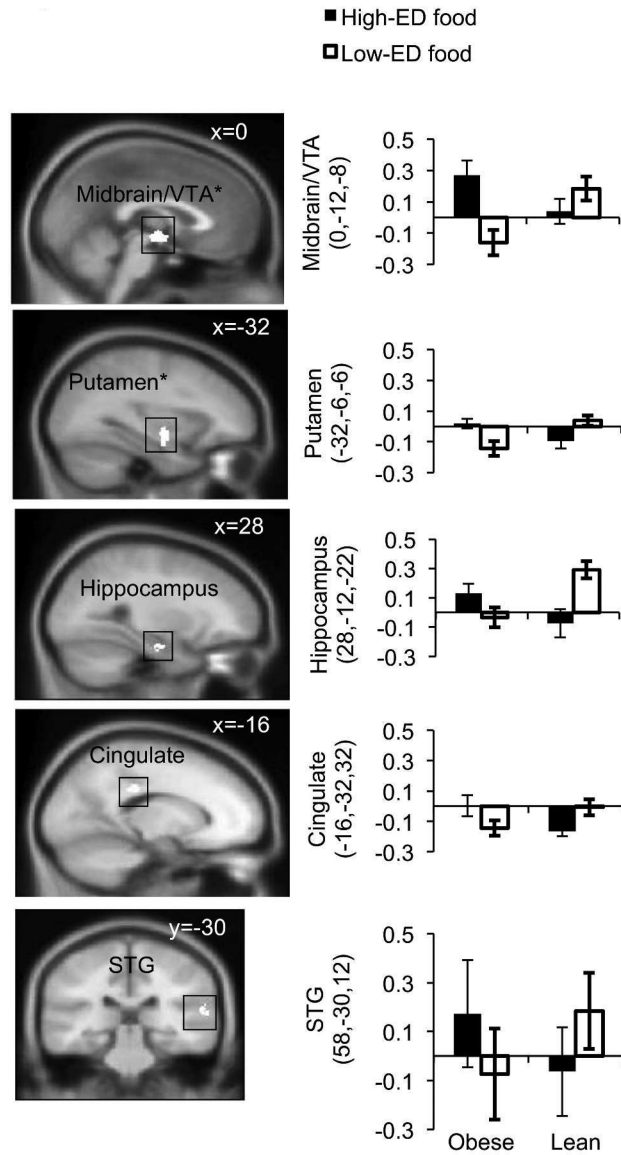 High-ED food
Low-ED food
x=0
Midbrain/VTA*
Midbrain/VTA
(0,-12,-8)
0.5
0.3
0.1
-0.1
-0.3
x=-32
Putamen*
Putamen
(-32,-6,-6)
0.5
0.3
0.1
-0.1
-0.3
x=28
Hippocampus
Hippocampus
(28,-12,-22)
0.5
0.3
0.1
-0.1
-0.3
x=-16
Cingulate
Cingulate
(-16,-32,32)
0.5
0.3
0.1
-0.1
-0.3
y=-30
STG
STG
(58,-30,12)
0.5
0.3
0.1
-0.1
-0.3
Obese Lean